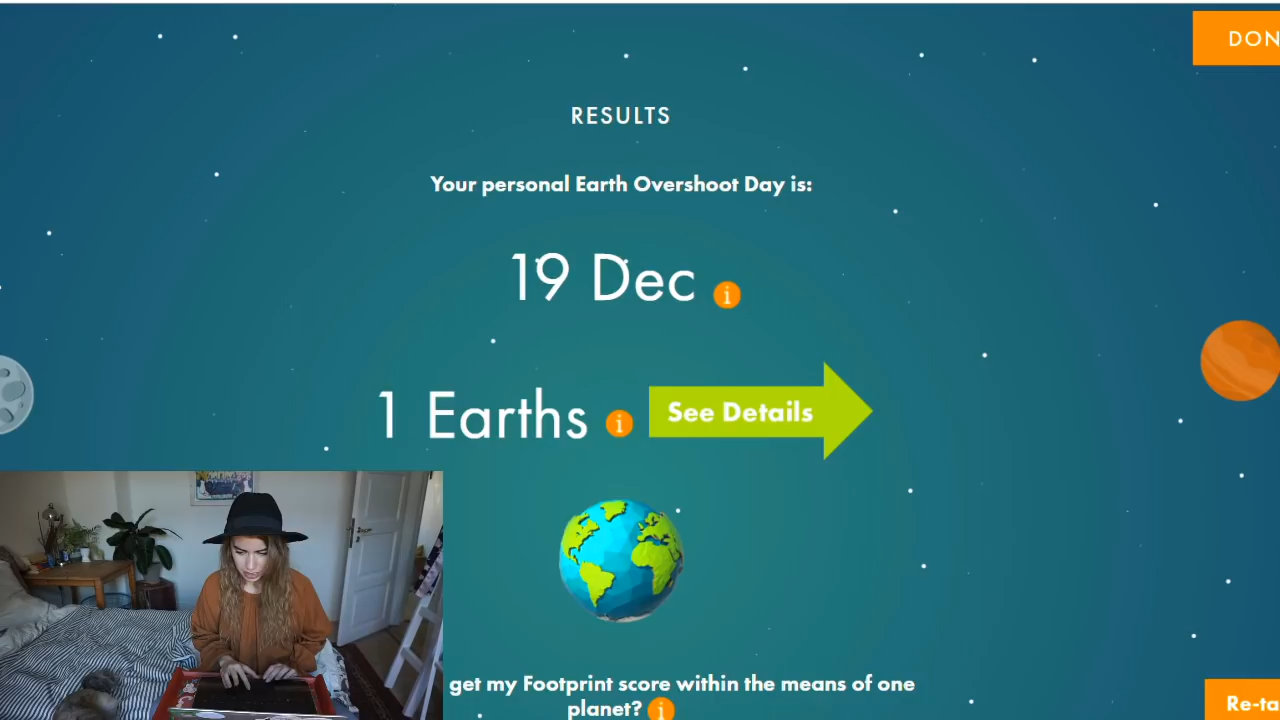 DON
RESULTS
Your personal Earth Overshoot Day is:
19 Dec i
1 Earths i See Details
get my Footprint score within the means of one
planet? i
Re-ta